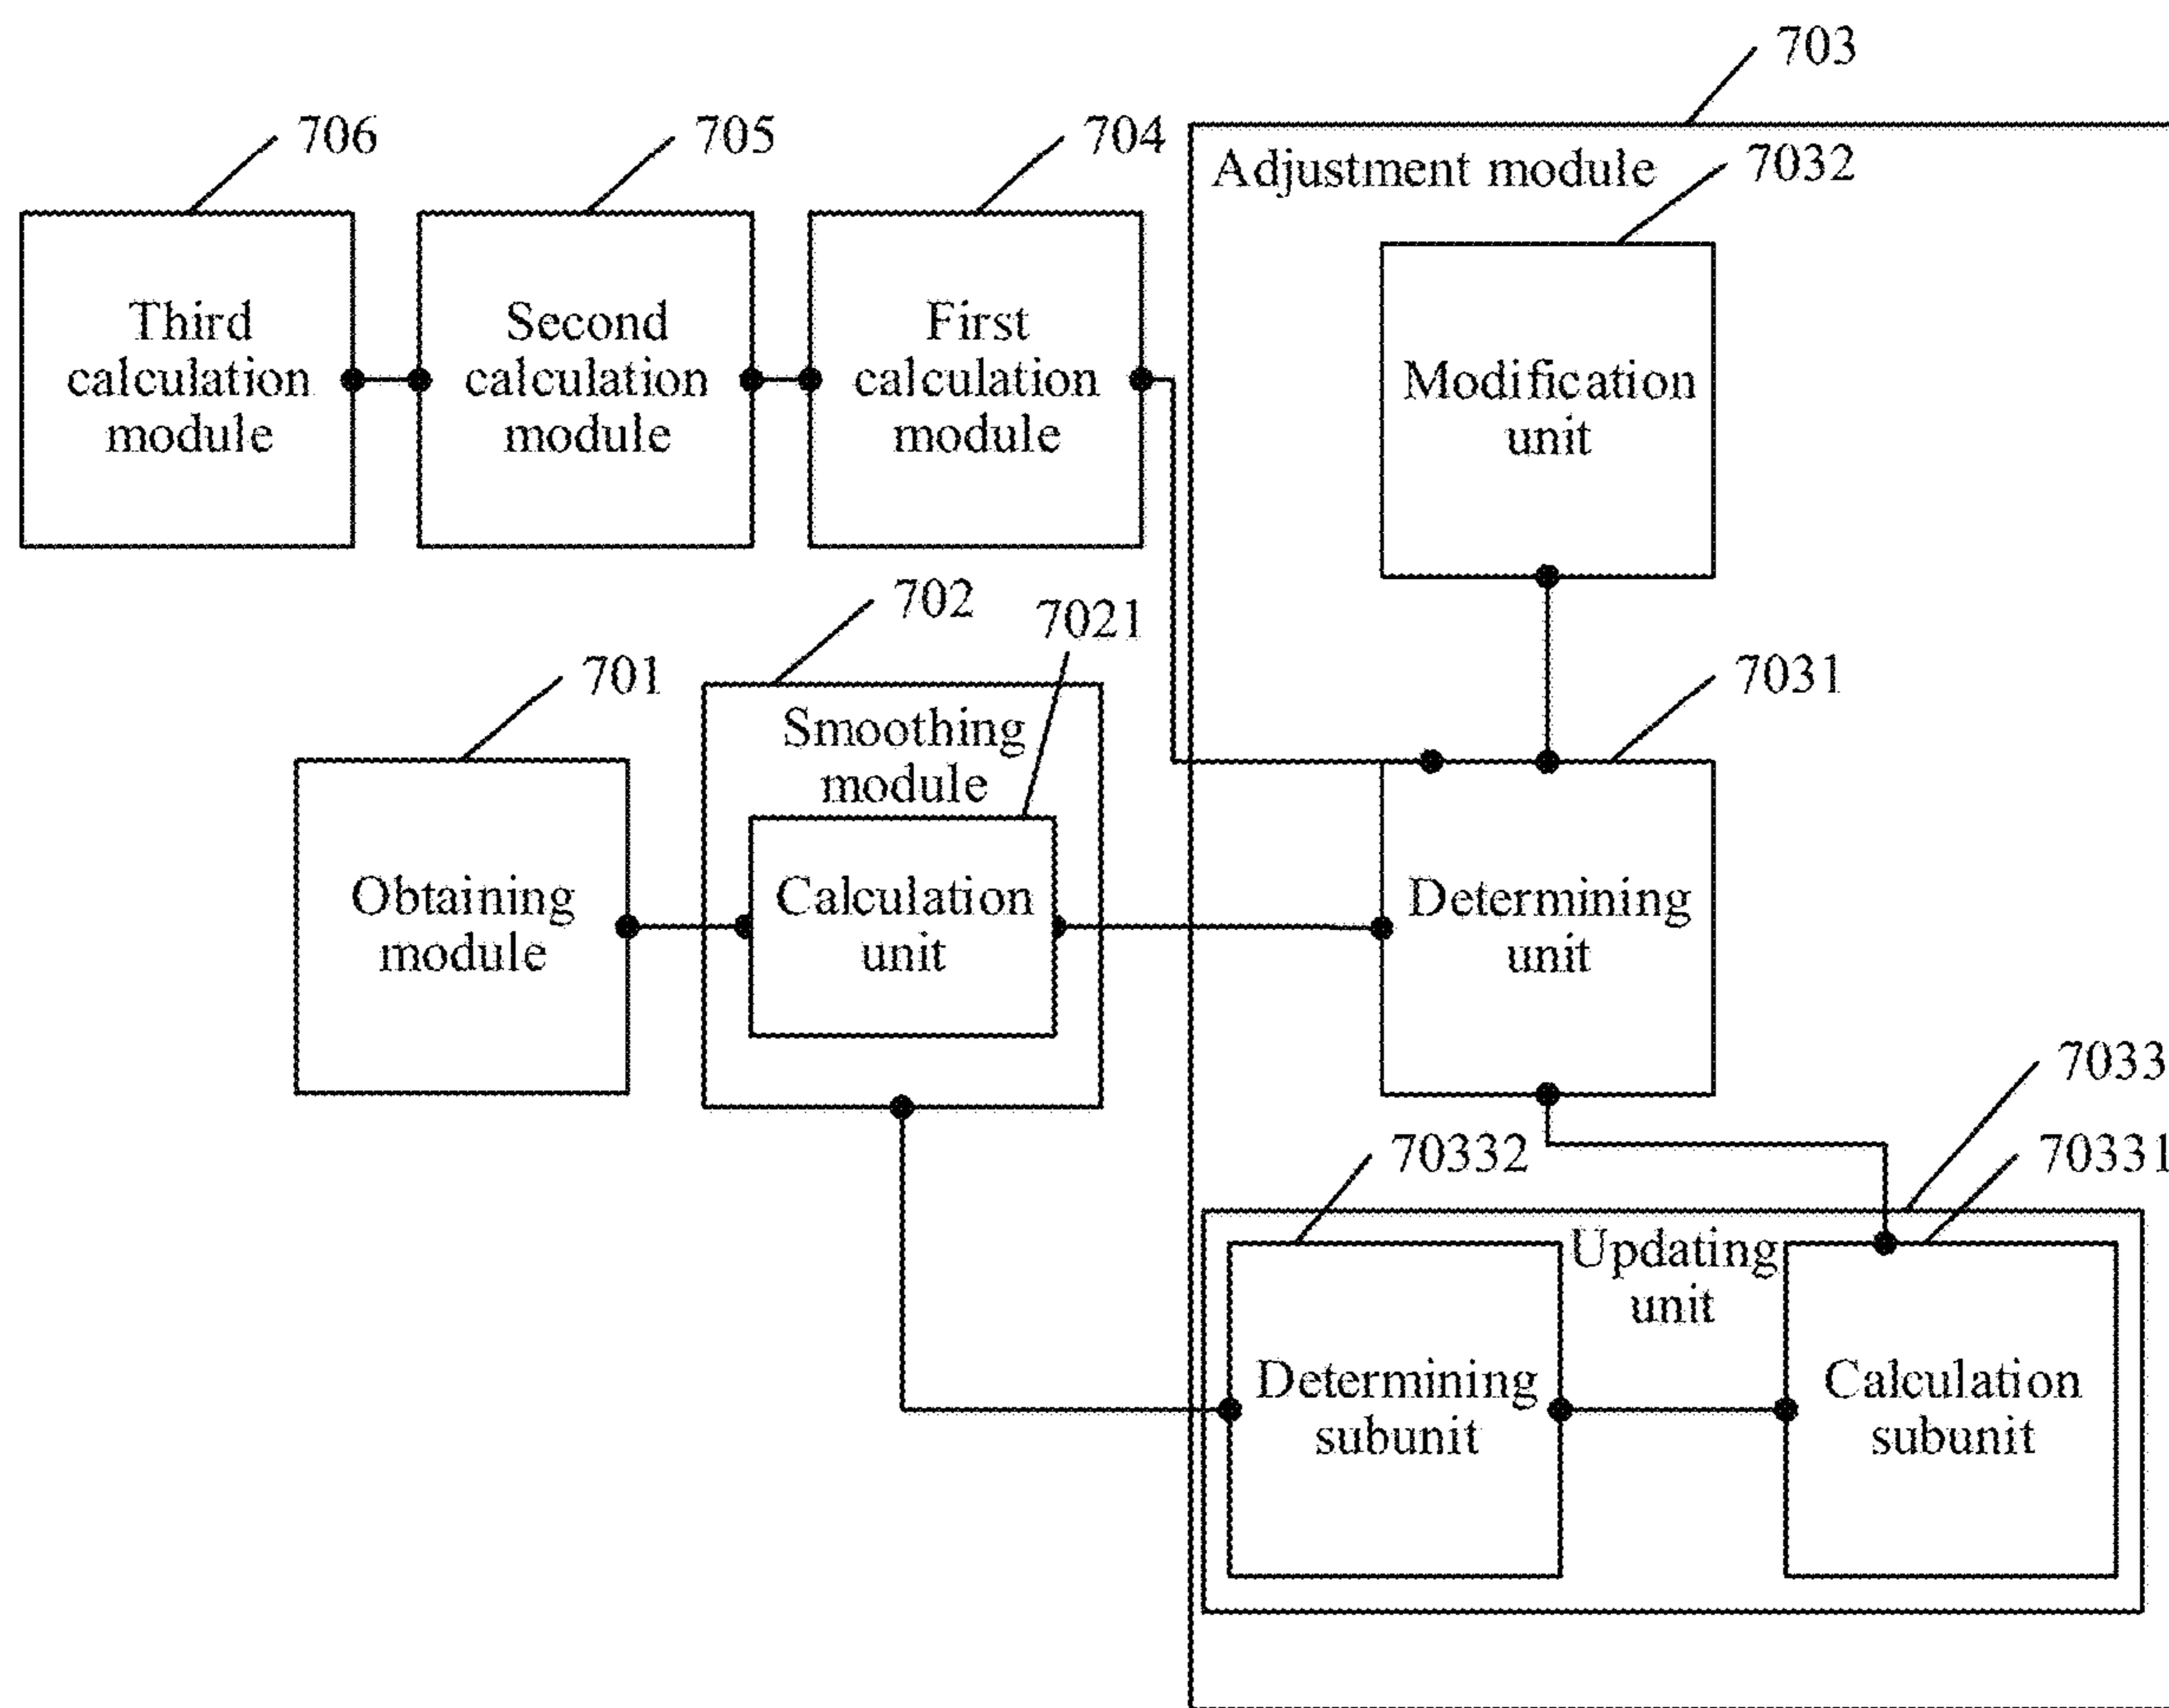 703
706
705
704
Adjustment module
7032
Third
calculation
module
Second
calculation
module
First
calculation
module
Modification
unit
702
7021
701
7031
Smoothing
module
Obtaining
module
Calculation
unit
Determining
unit
7033
70332
70331
Updating
unit
Determining
subunit
Calculation
subunit